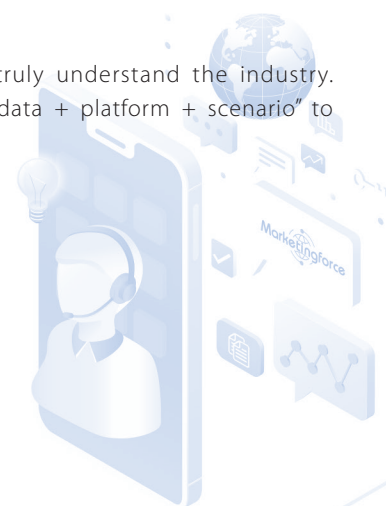 truly understand the industry.
data + platform + scenario” to
Marketingforce